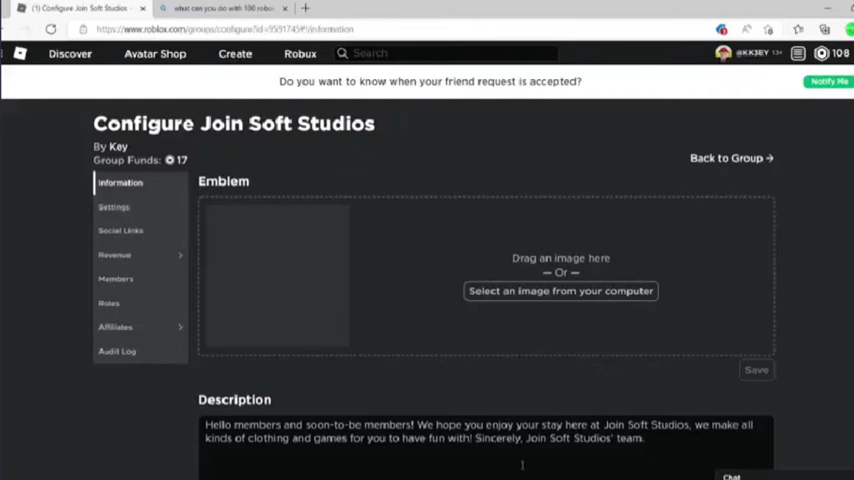 (1) Configure Join Soft Studios -
what can you do with 100 robux
https://www.roblox.com/groups/configure?id=9591745#!/information
Discover
Avatar Shop
Create
Robux
Search
@KK3EY 13+
108
Do you want to know when your friend request is accepted?
Notify Me
Configure Join Soft Studios
By Key
Group Funds: 17
Back to Group
Information
Settings
Social Links
Revenue
Members
Roles
Affiliates
Audit Log
Emblem
Drag an image here
— Or —
Select an image from your computer
Save
Description
Hello members and soon-to-be members! We hope you enjoy your stay here at Join Soft Studios, we make all
kinds of clothing and games for you to have fun with! Sincerely, Join Soft Studios' team.
Chat